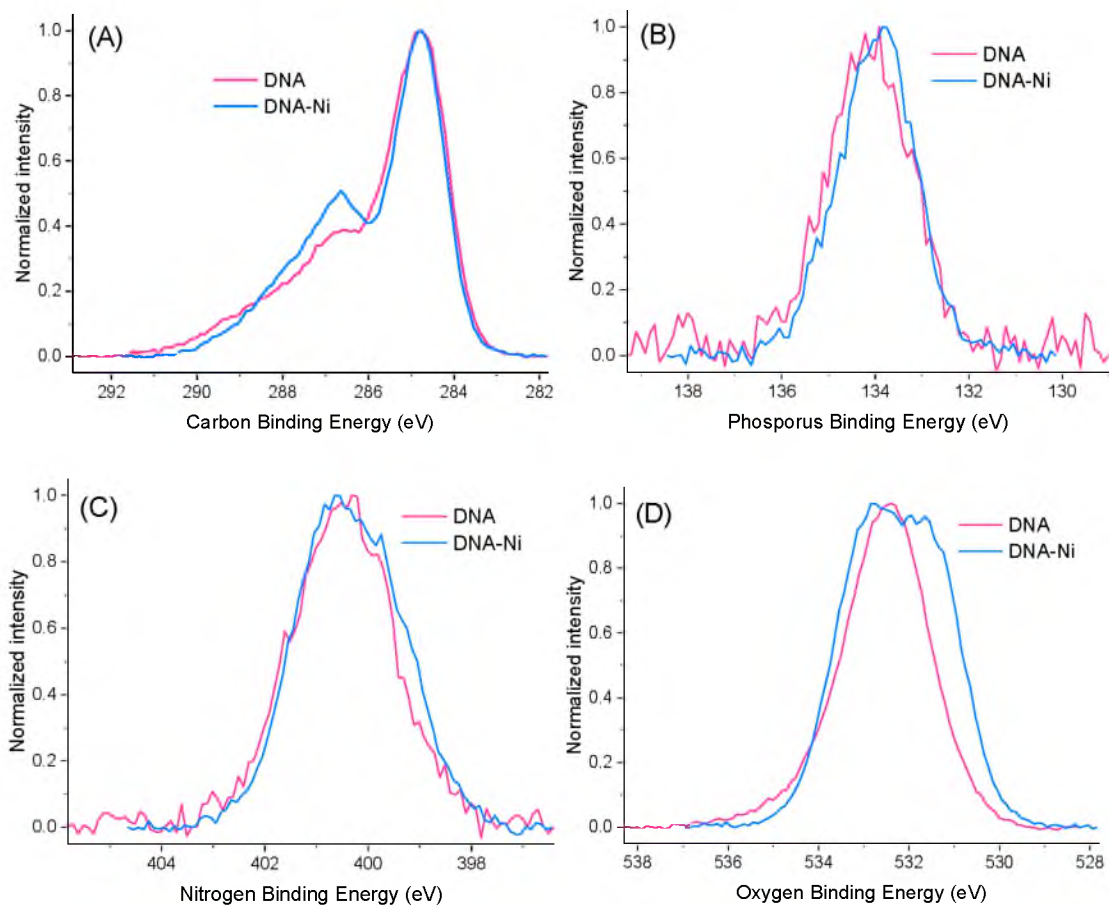 (A)
DNA
DNA-Ni
Normalized intensity
1.0
0.8
0.6
0.4
0.2
0.0
292 290 288 286 284 282
Carbon Binding Energy (eV)
(B)
DNA
DNA-Ni
Normalized intensity
1.0
0.8
0.6
0.4
0.2
0.0
138 136 134 132 130
Phosporus Binding Energy (eV)
(C)
DNA
DNA-Ni
Normalized intensity
1.0
0.8
0.6
0.4
0.2
0.0
404 402 400 398
Nitrogen Binding Energy (eV)
(D)
DNA
DNA-Ni
Normalized intensity
1.0
0.8
0.6
0.4
0.2
0.0
538 536 534 532 530 528
Oxygen Binding Energy (eV)